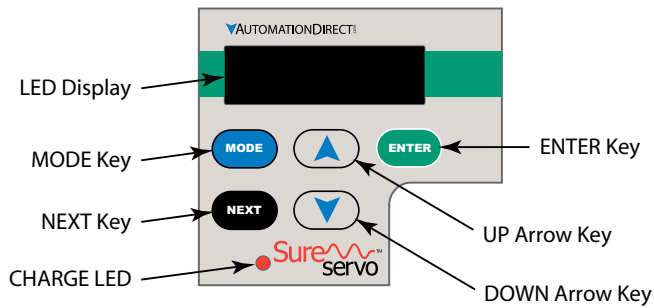 AUTOMATIONDIRECT
LED Display
MODE
ENTER
MODE Key
ENTER Key
NEXT
NEXT Key
UP Arrow Key
Sure™
servo
CHARGE LED
DOWN Arrow Key